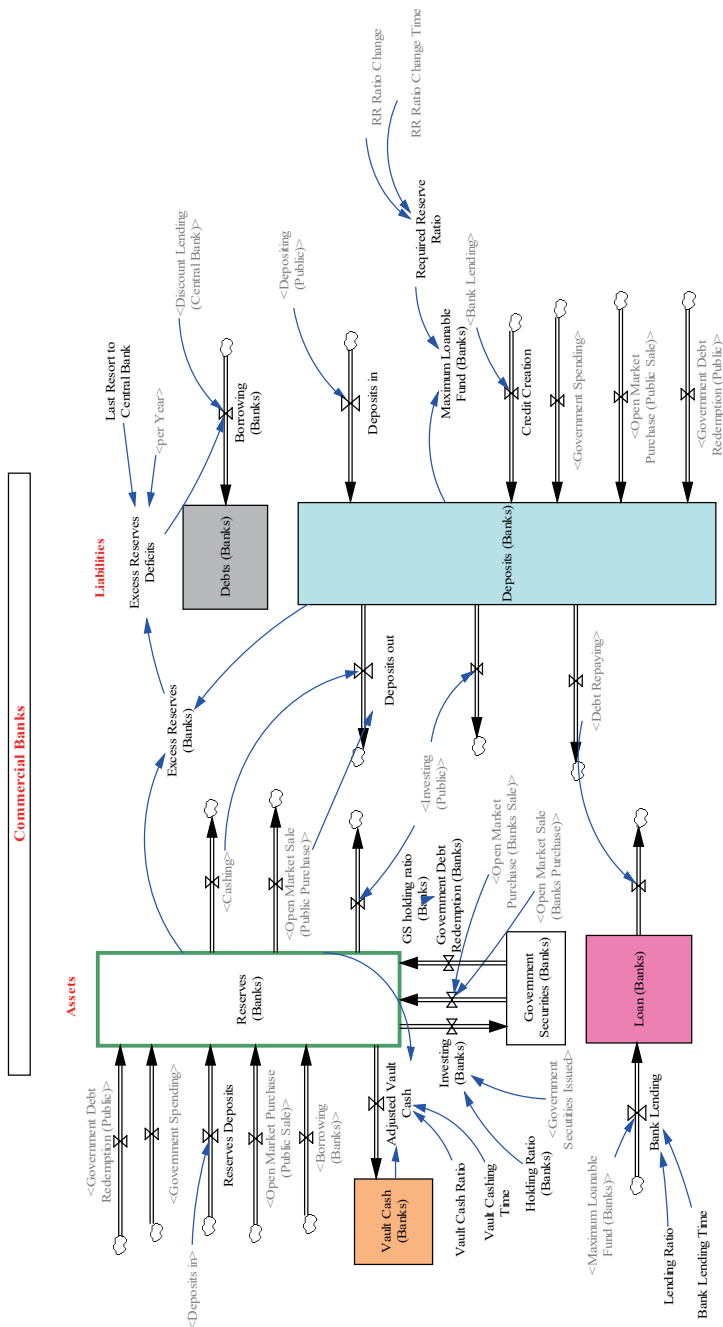 Commercial Banks
Assets
Liabilities
<Government Debt
Redemption (Public)>
<Government Spending>
<Deposits in>
Reserves Deposits
<Open Market Purchase
(Public Sale)>
<Borrowing
(Banks)>
Reserves
(Banks)
<Cashing>
<Open Market Sale
(Public Purchase)>
<Investing
(Public)>
Excess Reserves
(Banks)
Excess Reserves
Deficits
Last Resort to
Central Bank
<per Year>
<Discount Lending
(Central Bank)>
Borrowing
(Banks)
Debts (Banks)
<Depositing
(Public)>
Deposits in
Deposits out
Deposits (Banks)
Maximum Loanable
Fund (Banks)
Required Reserve
Ratio
RR Ratio Change
RR Ratio Change Time
<Bank Lending>
Credit Creation
<Government Spending>
<Open Market
Purchase (Public Sale)>
<Government Debt
Redemption (Public)>
<Debt Repaying>
Vault Cash
(Banks)
Adjusted Vault
Cash
Vault Cash Ratio
Vault Cashing
Time
Investing
(Banks)
Holding Ratio
(Banks)
<Government
Secutities Issued>
GS holding ratio
(Banks)
Government Debt
Redemption (Banks)
<Open Market
Purchase (Banks Sale)>
<Open Market Sale
(Banks Purchase)>
Government
Securities (Banks)
Loan (Banks)
<Maximum Loanable
Fund (Banks)>
Bank Lending
Lending Ratio
Bank Lending Time